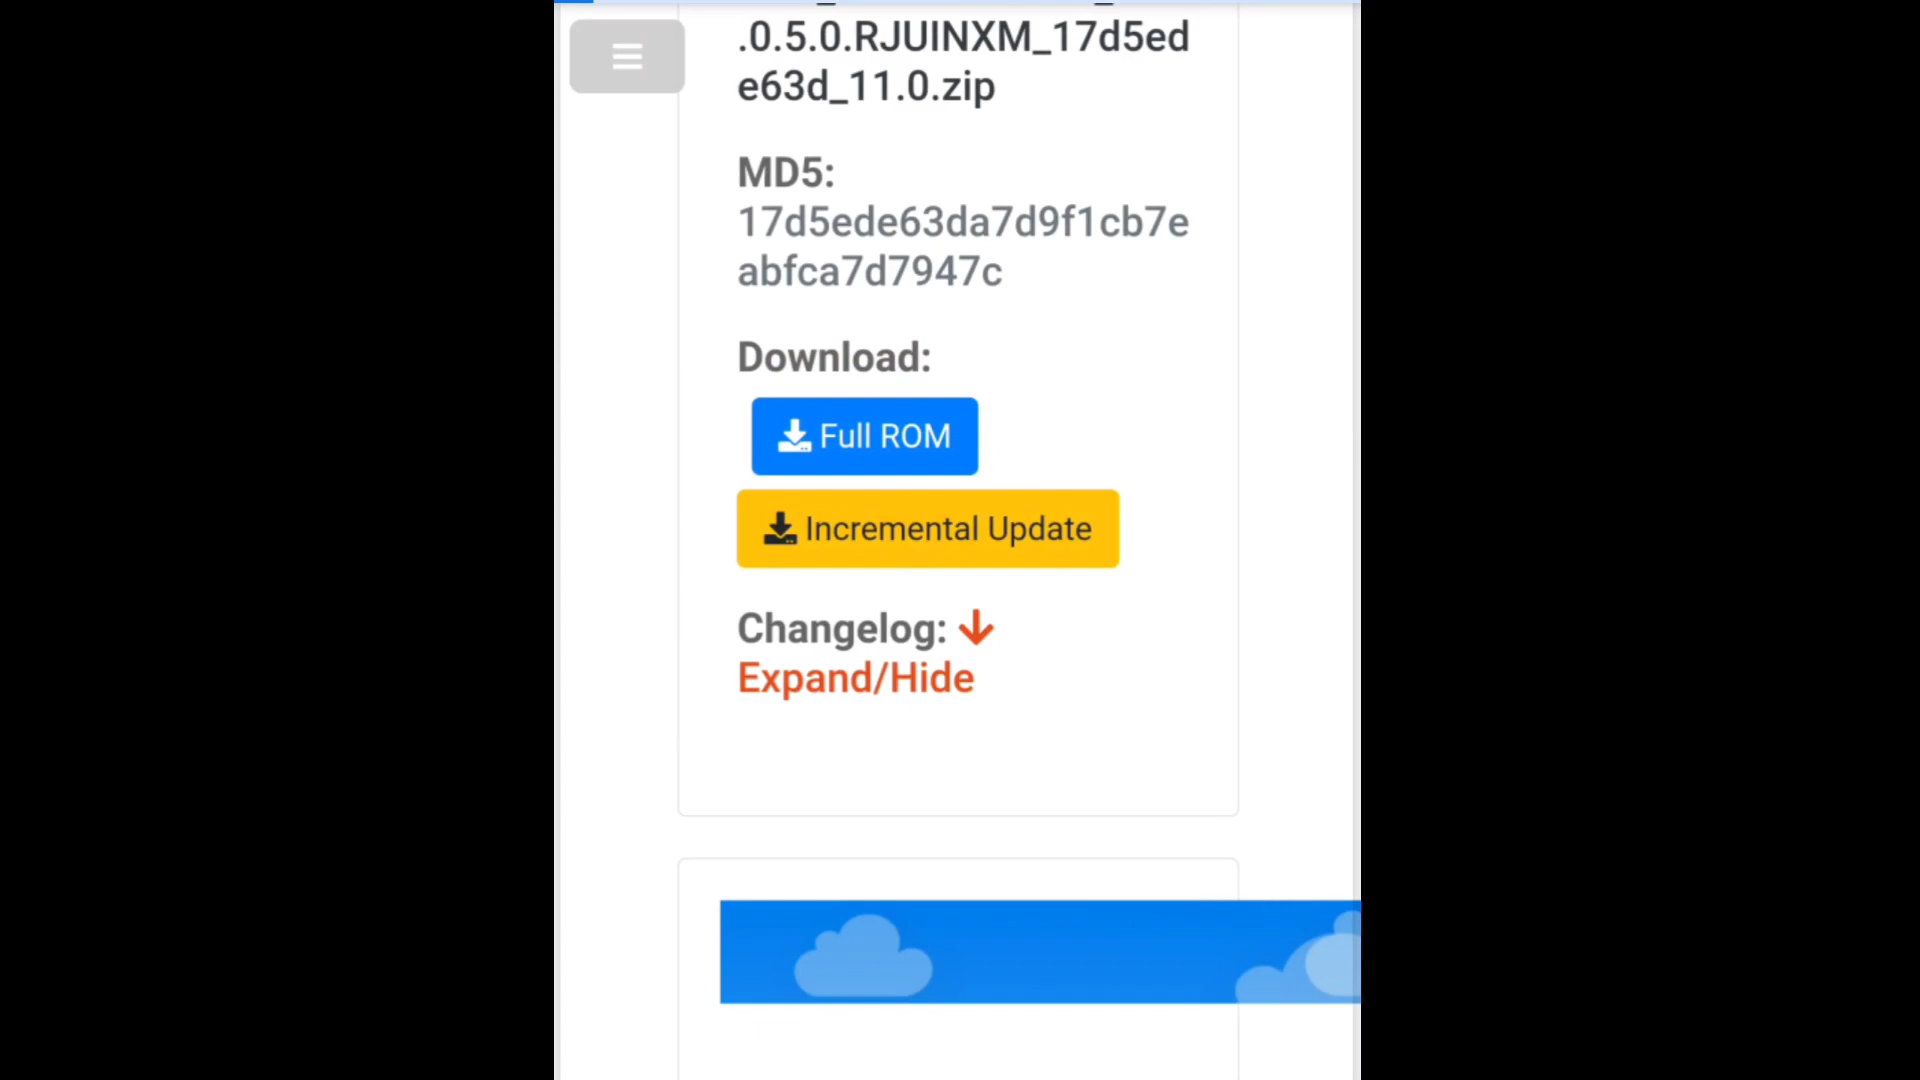 .0.5.0.RJUINXM_17d5ed
e63d_11.0.zip
MD5:
17d5ede63da7d9f1cb7e
abfca7d7947c
Download:
Full ROM
Incremental Update
Changelog:
Expand/Hide